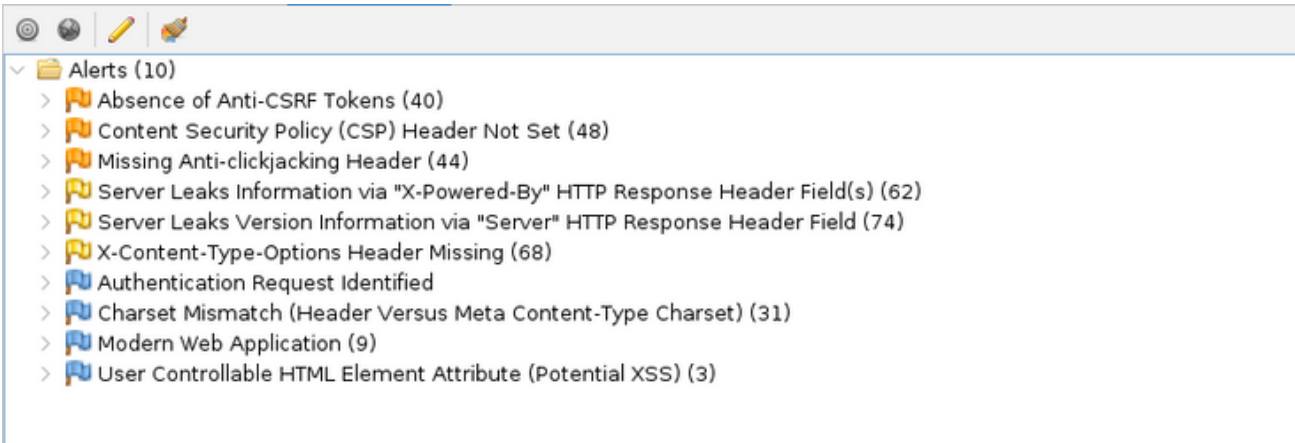 Alerts (10)
Absence of Anti-CSRF Tokens (40)
Content Security Policy (CSP) Header Not Set (48)
Missing Anti-clickjacking Header (44)
Server Leaks Information via "X-Powered-By" HTTP Response Header Field(s) (62)
Server Leaks Version Information via "Server" HTTP Response Header Field (74)
X-Content-Type-Options Header Missing (68)
Authentication Request Identified
Charset Mismatch (Header Versus Meta Content-Type Charset) (31)
Modern Web Application (9)
User Controllable HTML Element Attribute (Potential XSS) (3)